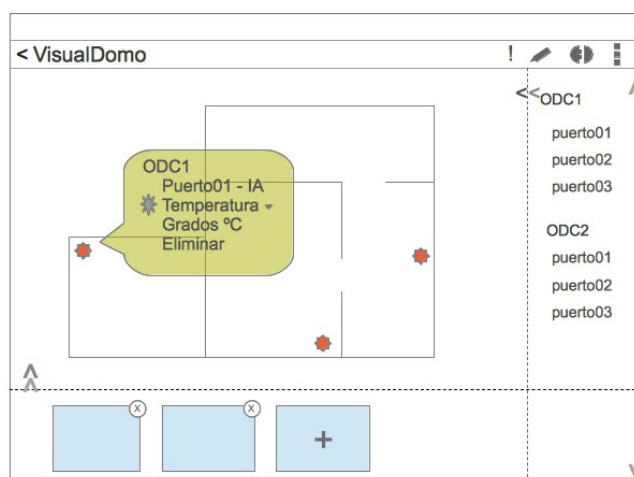 < VisualDomo !
ODC1
Puerto01 - IA
Temperatura
Grados ºC
Eliminar
<<ODC1
puerto01
puerto02
puerto03
ODC2
puerto01
puerto02
puerto03
X
X
+